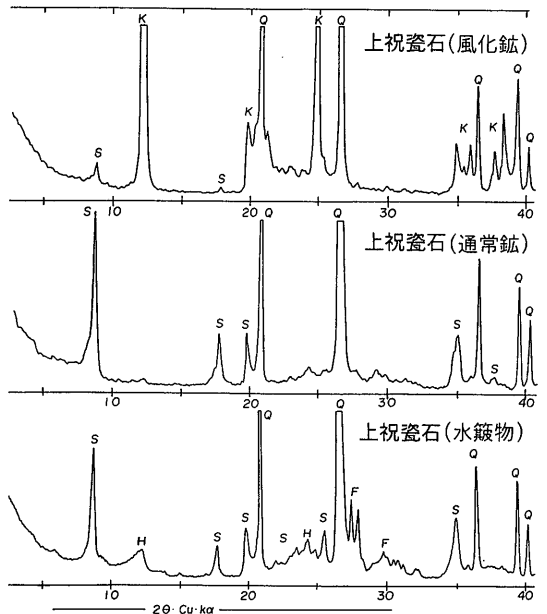 K Q K Q
上祝瓷石(風化鉱)
Q Q
K K K
S S Q
10 20 30 40
S Q Q
上祝瓷石(通常鉱)
Q
S S S Q
S
10 20 30 40
Q Q
上祝瓷石(水簸物)
S Q Q
F
S S S Q
H S S H S F
10 20 30 40
2θ·Cu·kα